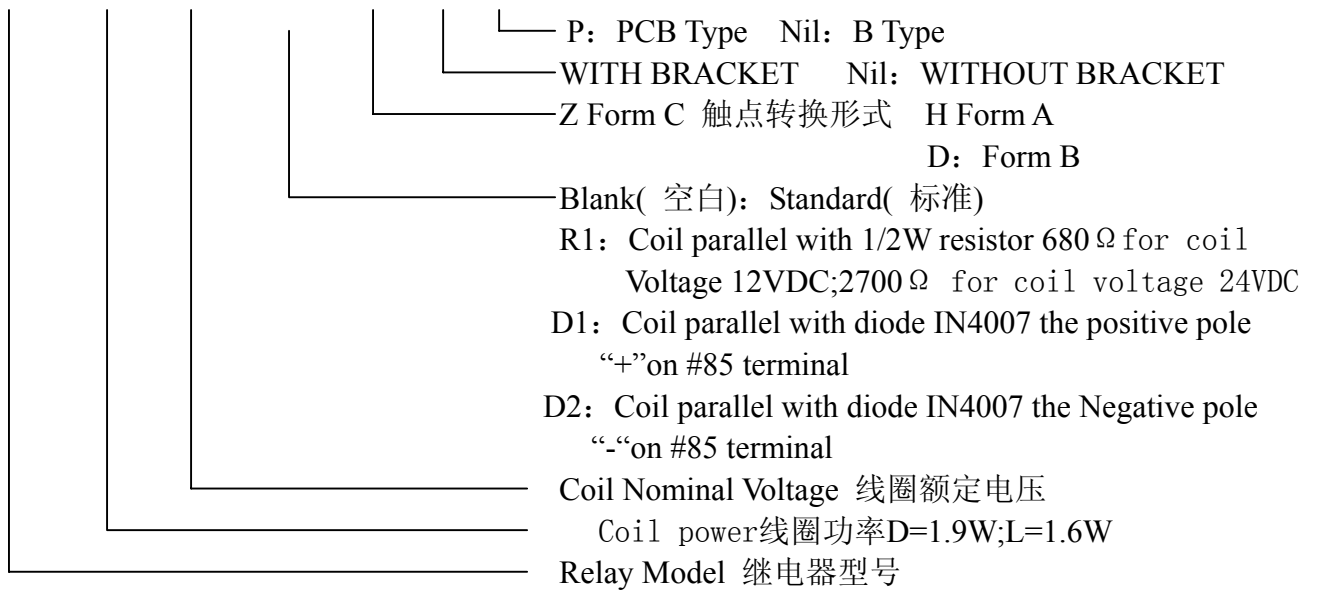 P：PCB Type Nil：B Type
WITH BRACKET Nil：WITHOUT BRACKET
Z Form C 触点转换形式 H Form A
D：Form B
Blank( 空白)：Standard( 标准)
R1：Coil parallel with 1/2W resistor 680Ωfor coil
Voltage 12VDC;2700Ω for coil voltage 24VDC
D1：Coil parallel with diode IN4007 the positive pole
“+”on #85 terminal
D2：Coil parallel with diode IN4007 the Negative pole
“-“on #85 terminal
Coil Nominal Voltage 线圈额定电压
Coil power线圈功率D=1.9W;L=1.6W
Relay Model 继电器型号